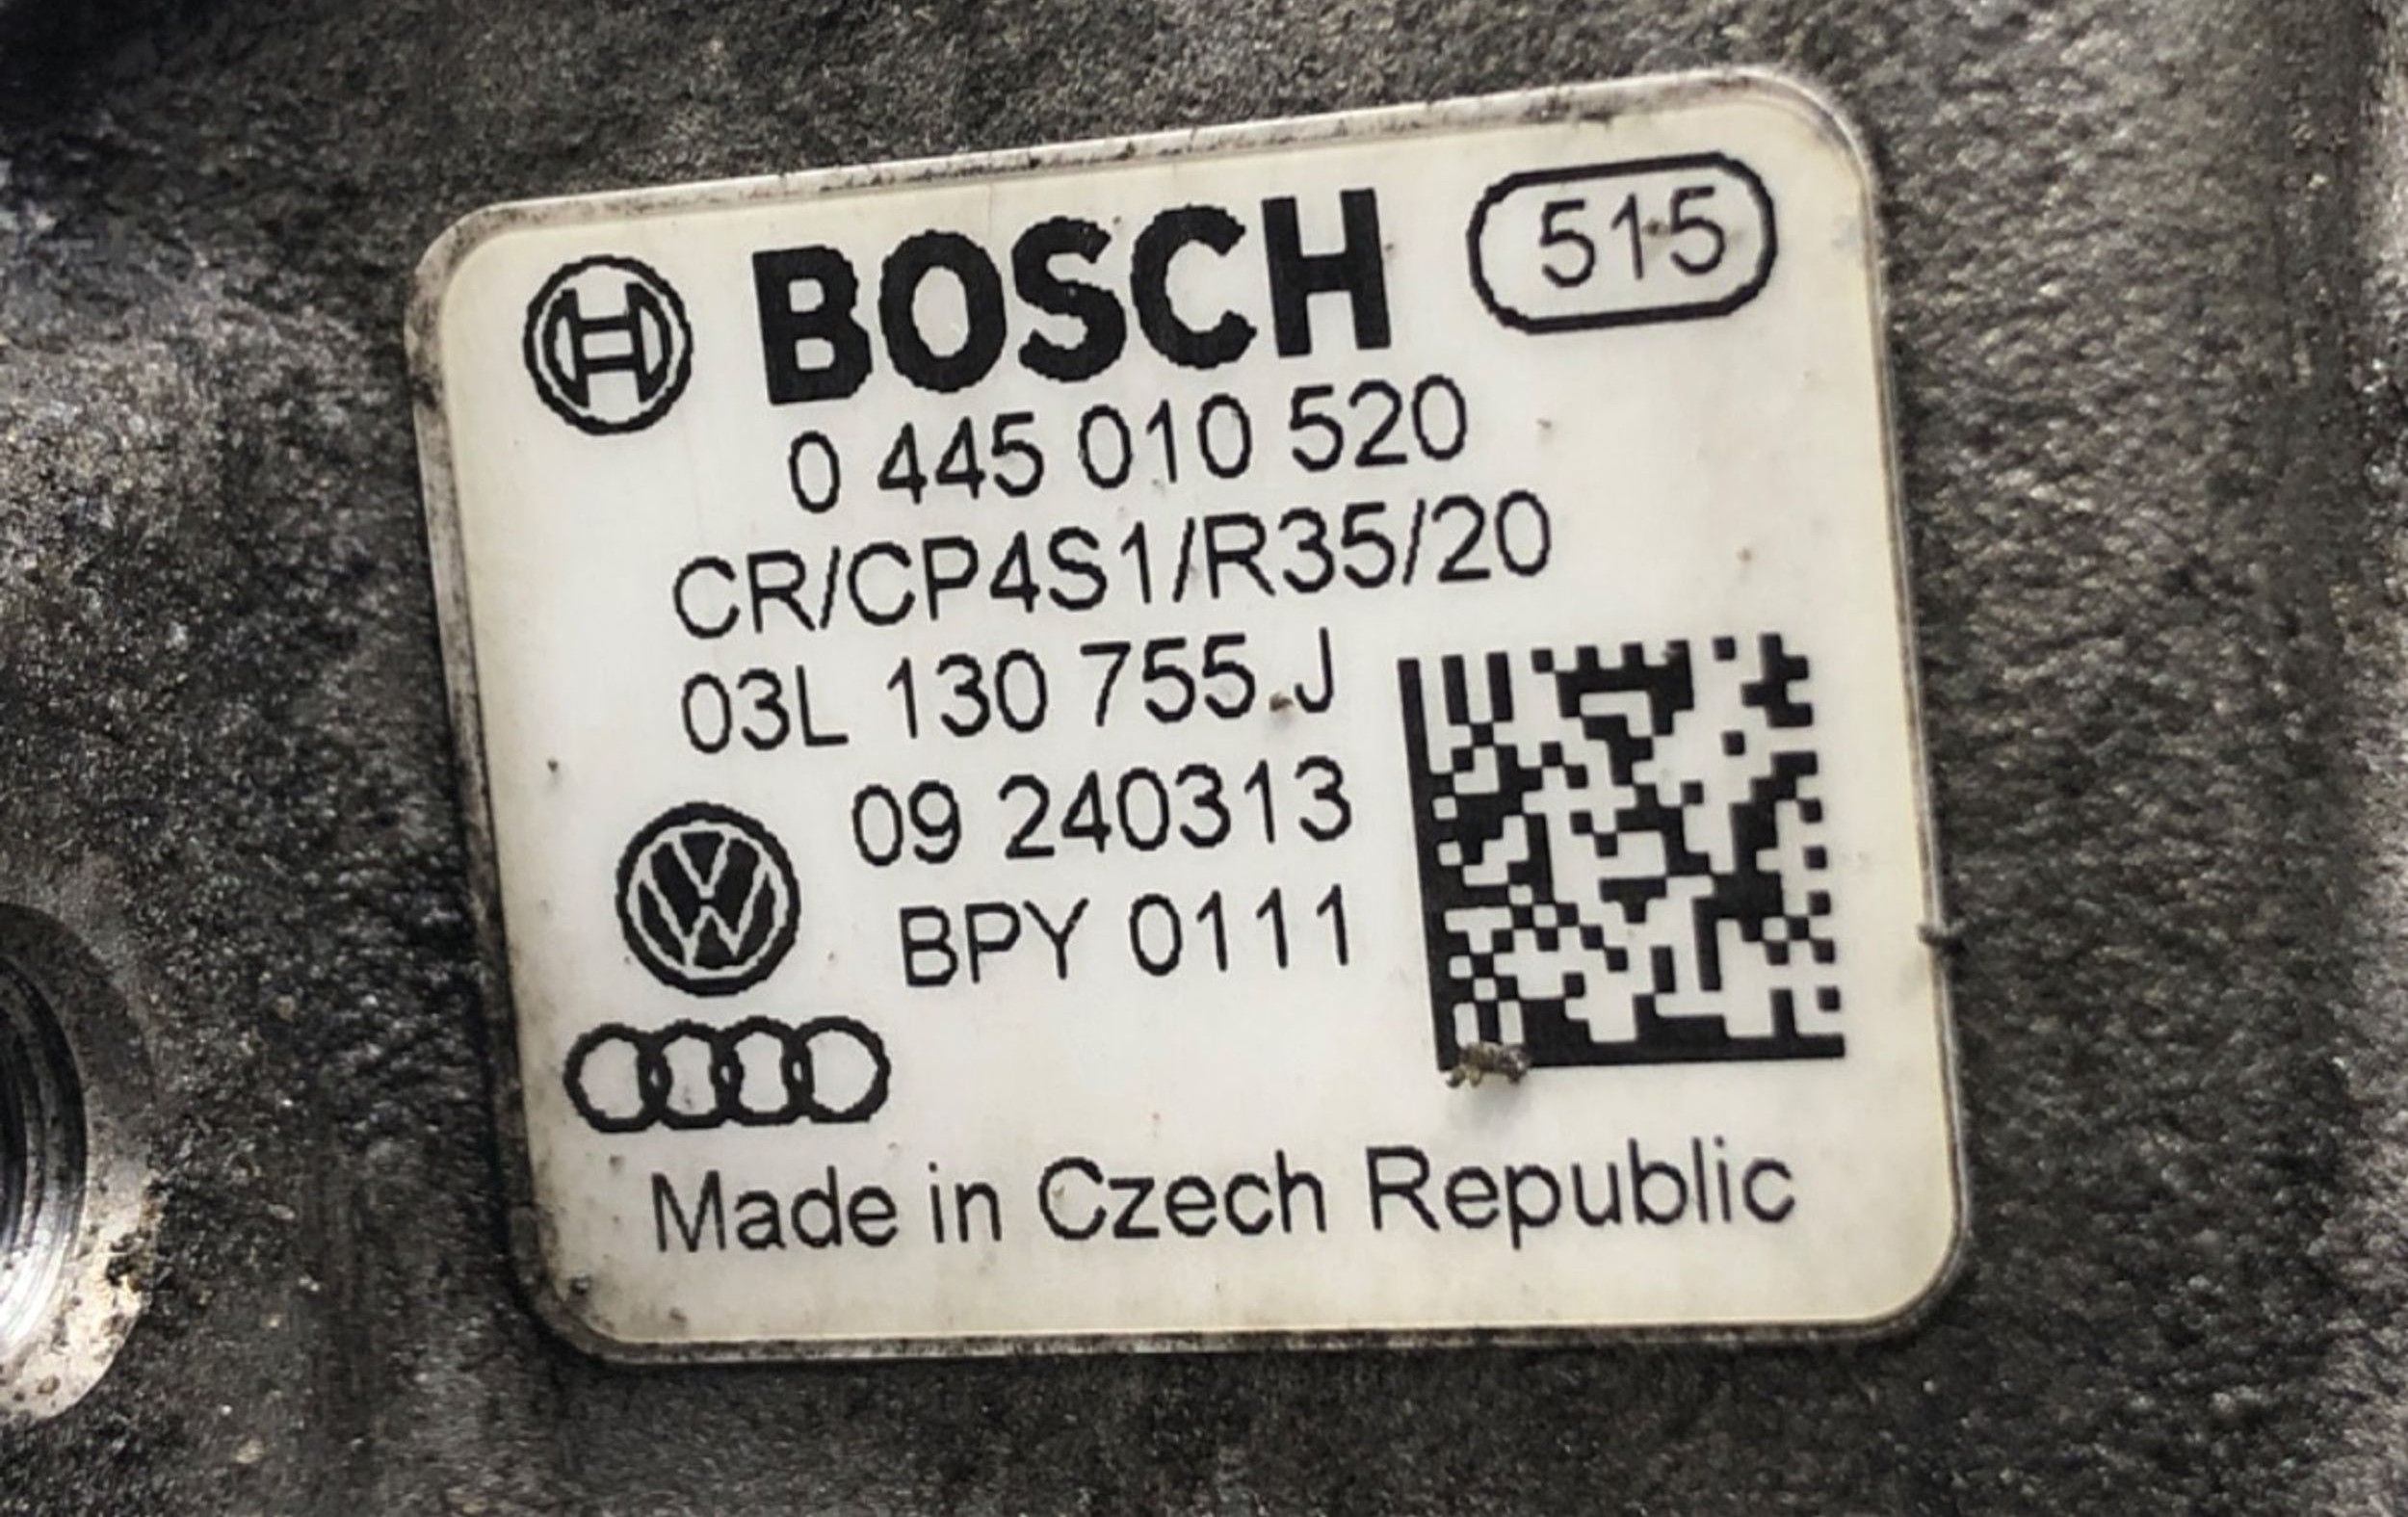 BOSCH 515
0 445 010 520
CR/CP4S1/R35/20
03L 130 755 J
09 240313
BPY 0111
Made in Czech Republic